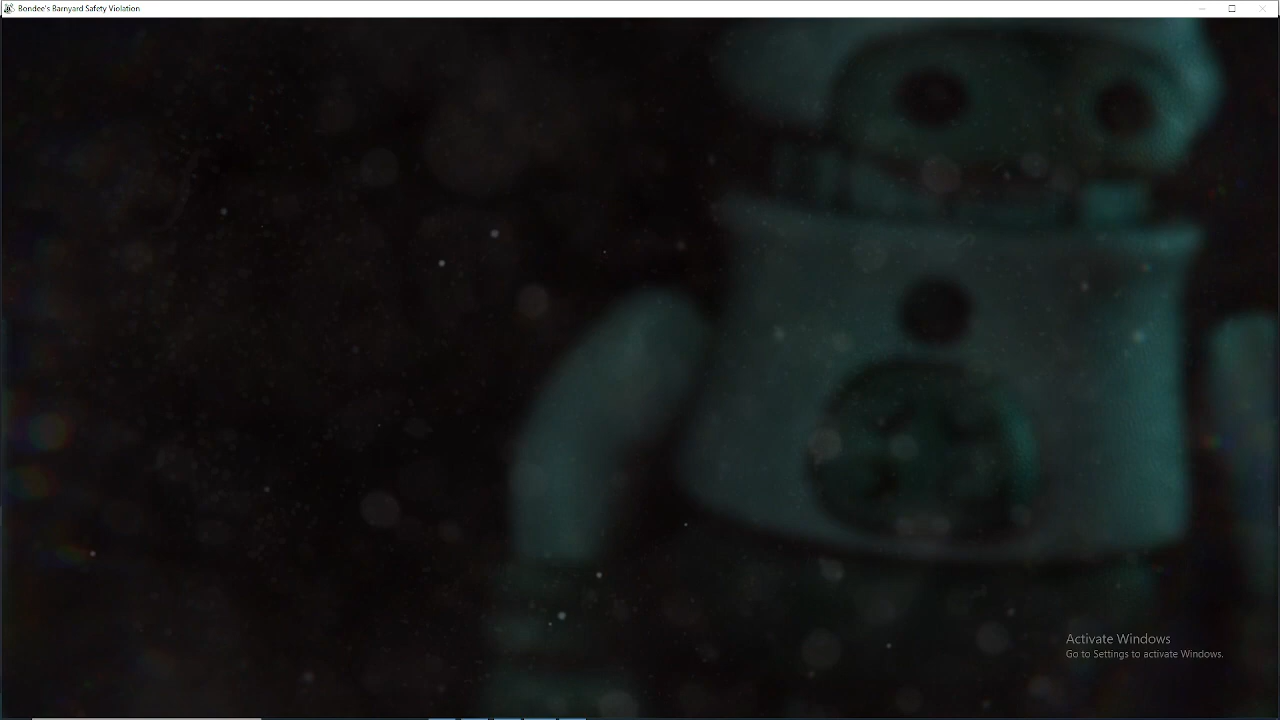 Bondee's Barnyard Safety Violation
Activate Windows
Go to Settings to activate Windows.